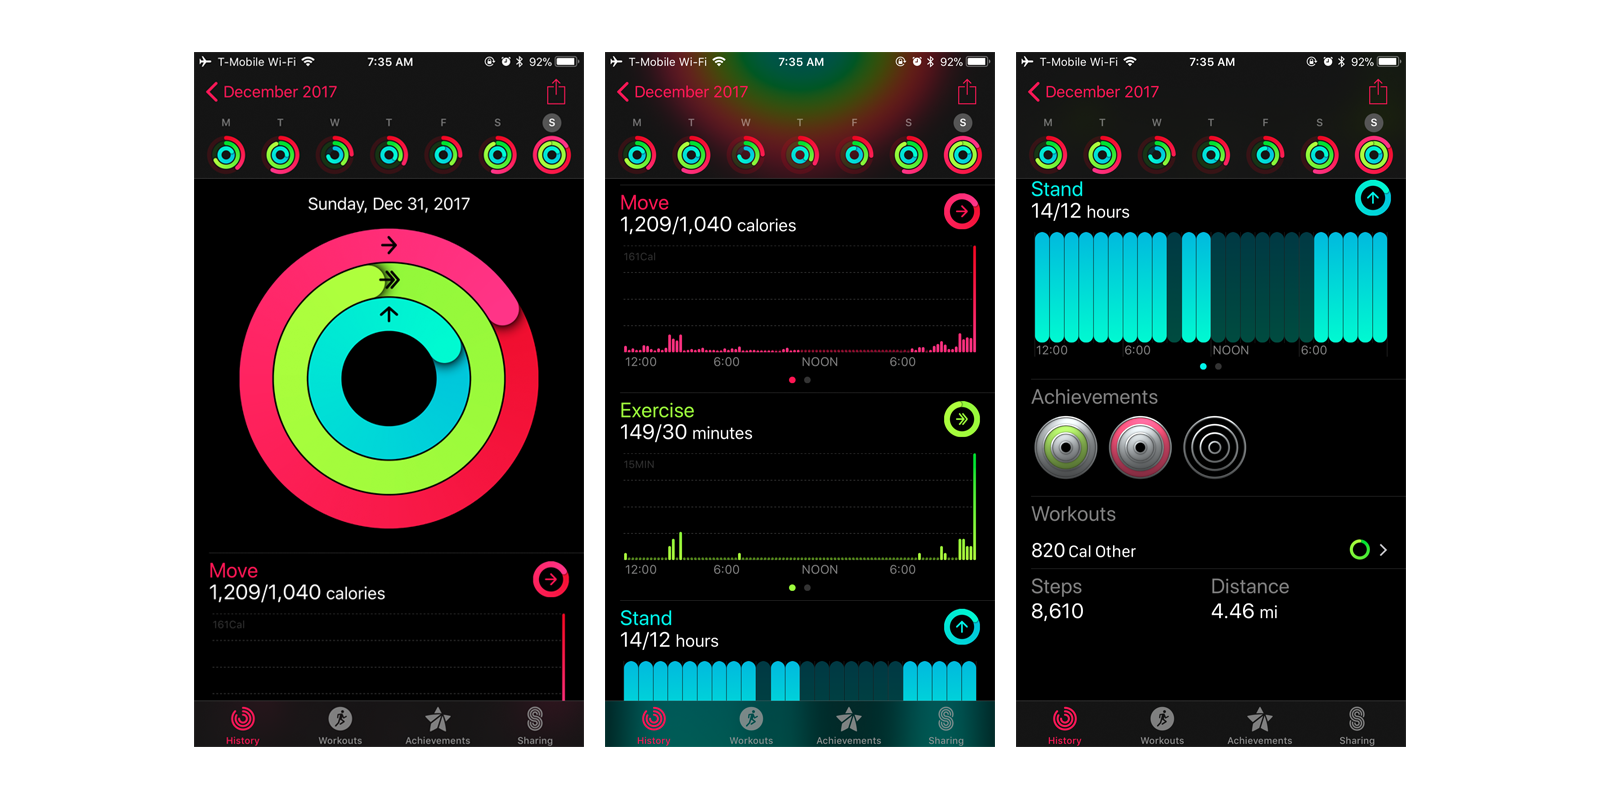 T-Mobile Wi-Fi 7:35 AM 92%
December 2017
M T W T F S S
Sunday, Dec 31, 2017
Move
1,209/1,040 calories
161Cal
History Workouts Achievements Sharing
T-Mobile Wi-Fi 7:35 AM 92%
December 2017
M T W T F S S
Move
1,209/1,040 calories
161Cal
12:00 6:00 NOON 6:00
Exercise
149/30 minutes
15MIN
12:00 6:00 NOON 6:00
Stand
14/12 hours
History Workouts Achievements Sharing
T-Mobile Wi-Fi 7:35 AM 92%
December 2017
M T W T F S S
Stand
14/12 hours
12:00 6:00 NOON 6:00
Achievements
Workouts
820 Cal Other
Steps Distance
8,610 4.46 mi
History Workouts Achievements Sharing